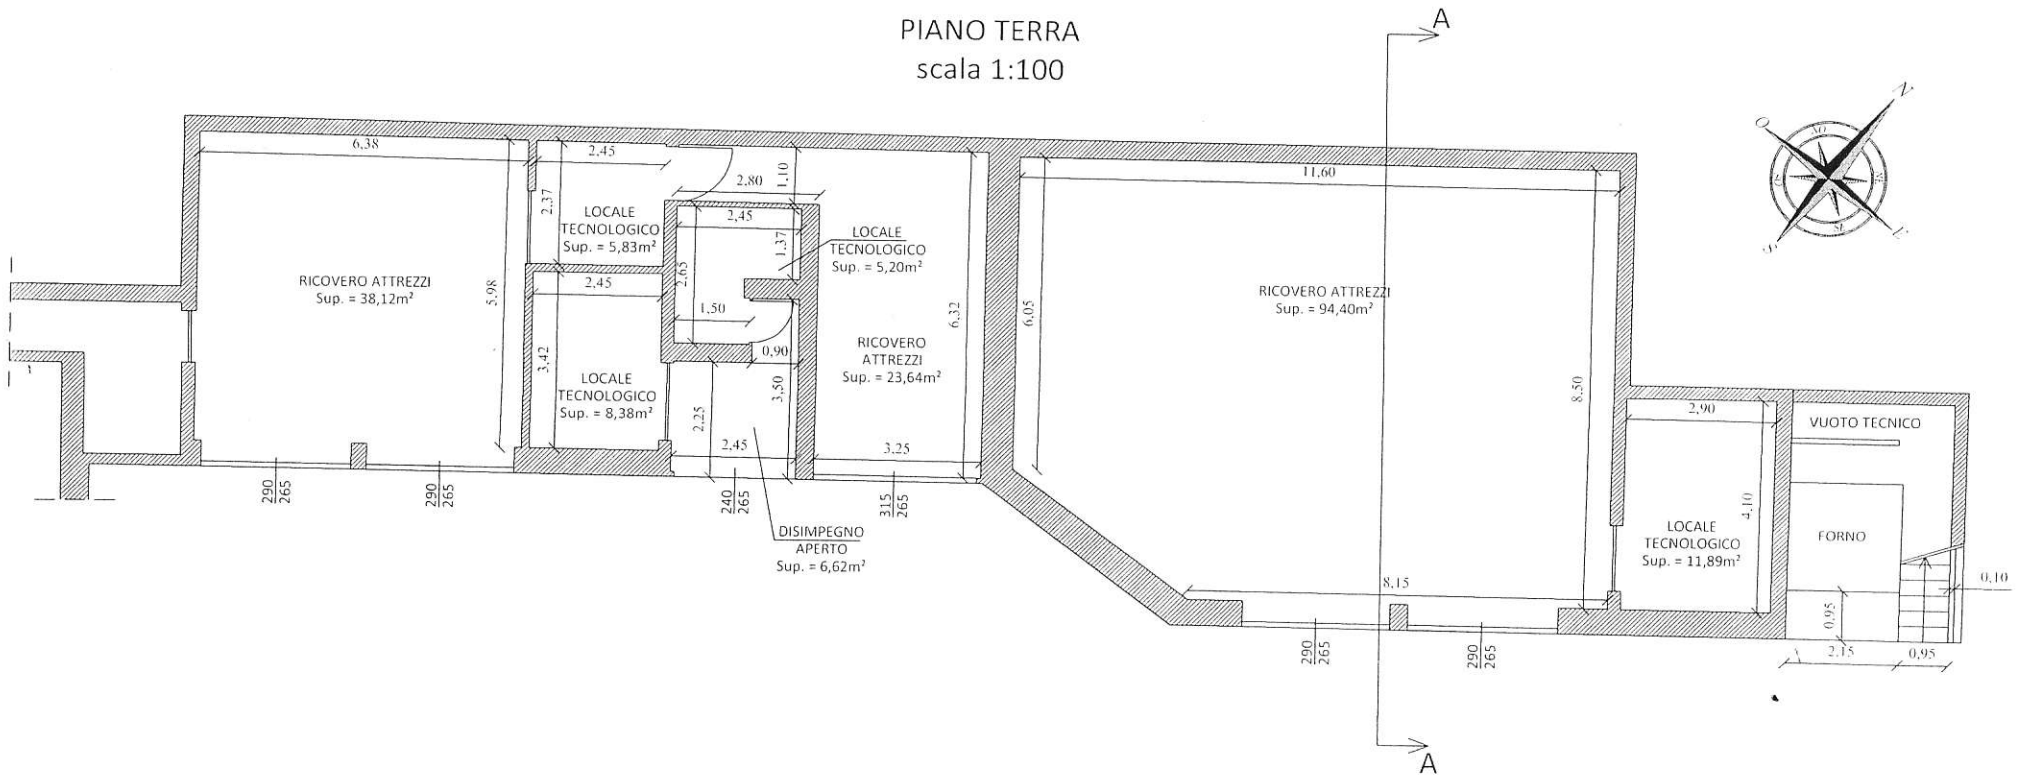 PIANO TERRA
scala 1:100
A
N
O
E
S
6,38
2,45
2,37
2,80
1,10
11,60
LOCALE
TECNOLOGICO
Sup. = 5,83m²
2,45
1,37
LOCALE
TECNOLOGICO
Sup. = 5,20m²
RICOVERO ATTREZZI
Sup. = 38,12m²
5,98
2,45
2,65
1,50
6,32
6,05
RICOVERO ATTREZZI
Sup. = 94,40m²
3,42
0,90
RICOVERO
ATTREZZI
Sup. = 23,64m²
LOCALE
TECNOLOGICO
Sup. = 8,38m²
2,25
3,50
8,50
2,45
3,25
2,90
VUOTO TECNICO
4,10
290
265
290
265
240
265
315
265
DISIMPEGNO
APERTO
Sup. = 6,62m²
LOCALE
TECNOLOGICO
Sup. = 11,89m²
FORNO
8,15
0,10
0,95
290
265
290
265
2,15
0,95
A